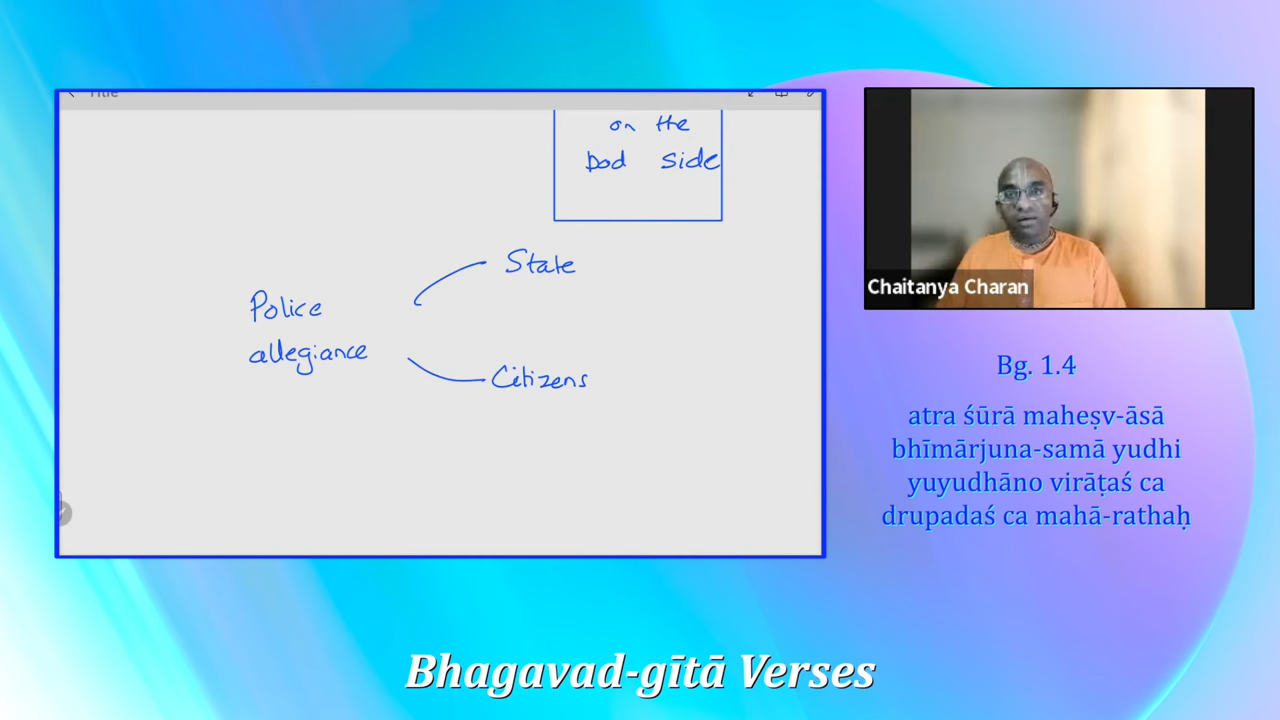 Title
on the
bad side
State
Police
allegiance
Citizens
Chaitanya Charan
Bg. 1.4
atra śūrā maheṣv-āsā
bhīmārjuna-samā yudhi
yuyudhāno virāṭaś ca
drupadaś ca mahā-rathaḥ
Bhagavad-gītā Verses